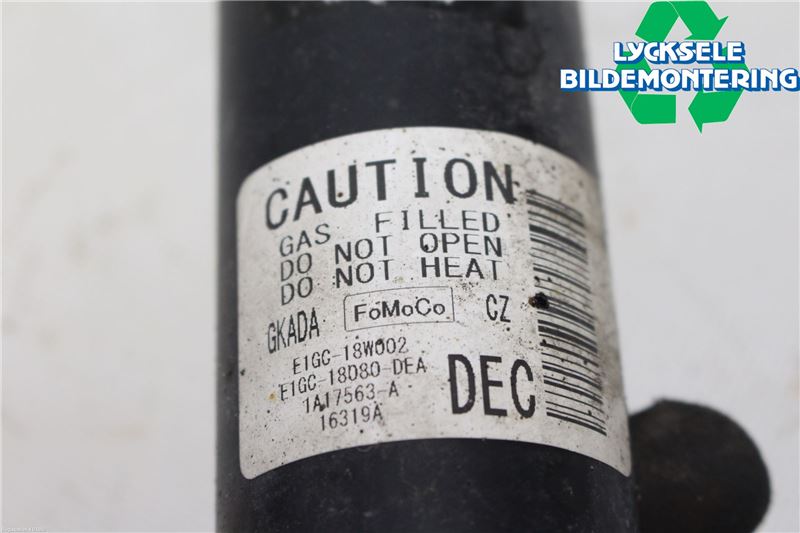 LYCKSELE
BILDEMONTERING
CAUTION
GAS FILLED
DO NOT OPEN
DO NOT HEAT
GKADA FoMoCo CZ
E1GC-18W002
E1GC-18080-DEA
1A17563-A
16319A
DEC